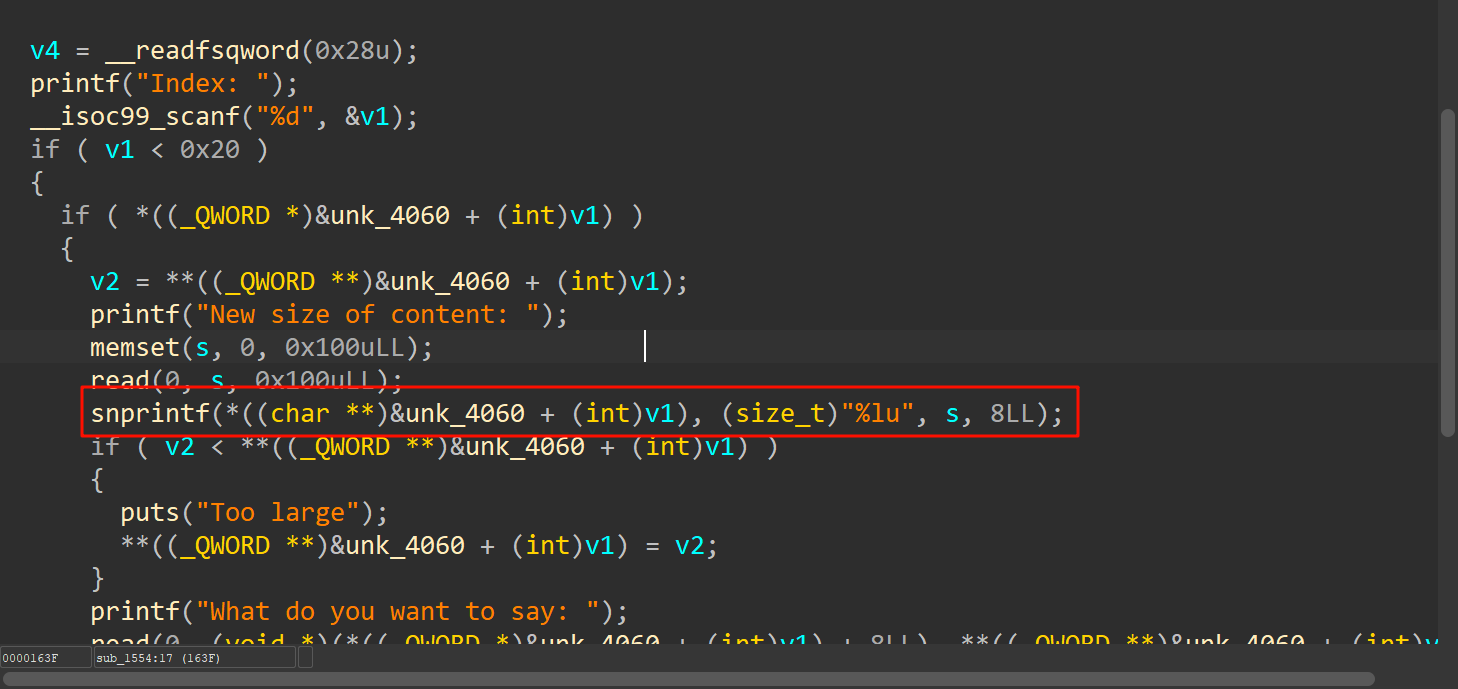 v4 = __readfsqword(0x28u);
printf("Index: ");
__isoc99_scanf("%d", &v1);
if ( v1 < 0x20 )
{
if ( *((_QWORD *)&unk_4060 + (int)v1) )
{
v2 = **((_QWORD **)&unk_4060 + (int)v1);
printf("New size of content: ");
memset(s, 0, 0x100uLL);
read(0, s, 0x100uLL);
snprintf(*((char **)&unk_4060 + (int)v1), (size_t)"%lu", s, 8LL);
if ( v2 < **((_QWORD **)&unk_4060 + (int)v1) )
{
puts("Too large");
**((_QWORD **)&unk_4060 + (int)v1) = v2;
}
printf("What do you want to say: ");
read(0, (void *)(*((_QWORD *)&unk_4060 + (int)v1) + 8LL), **((_QWORD **)&unk_4060 + (int)v
0000163F sub_1554:17 (163F)